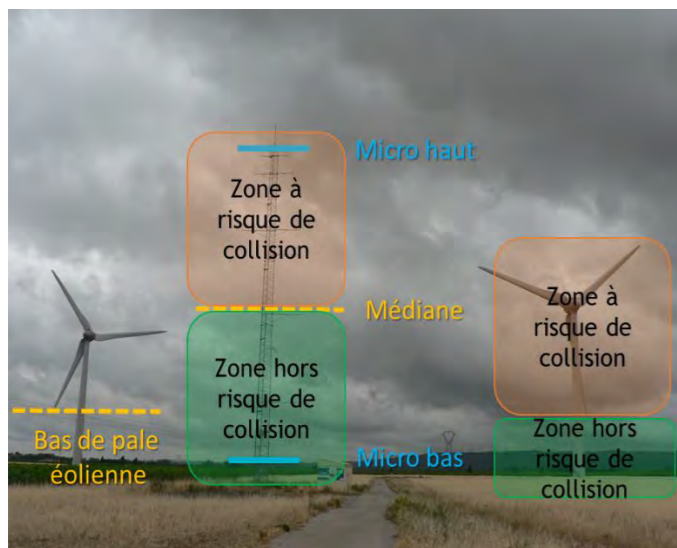 Micro haut
Zone à
risque de
collision
Médiane
Zone à
risque de
collision
Zone hors
risque de
collision
Bas de pale
éolienne
Micro bas
Zone hors
risque de
collision